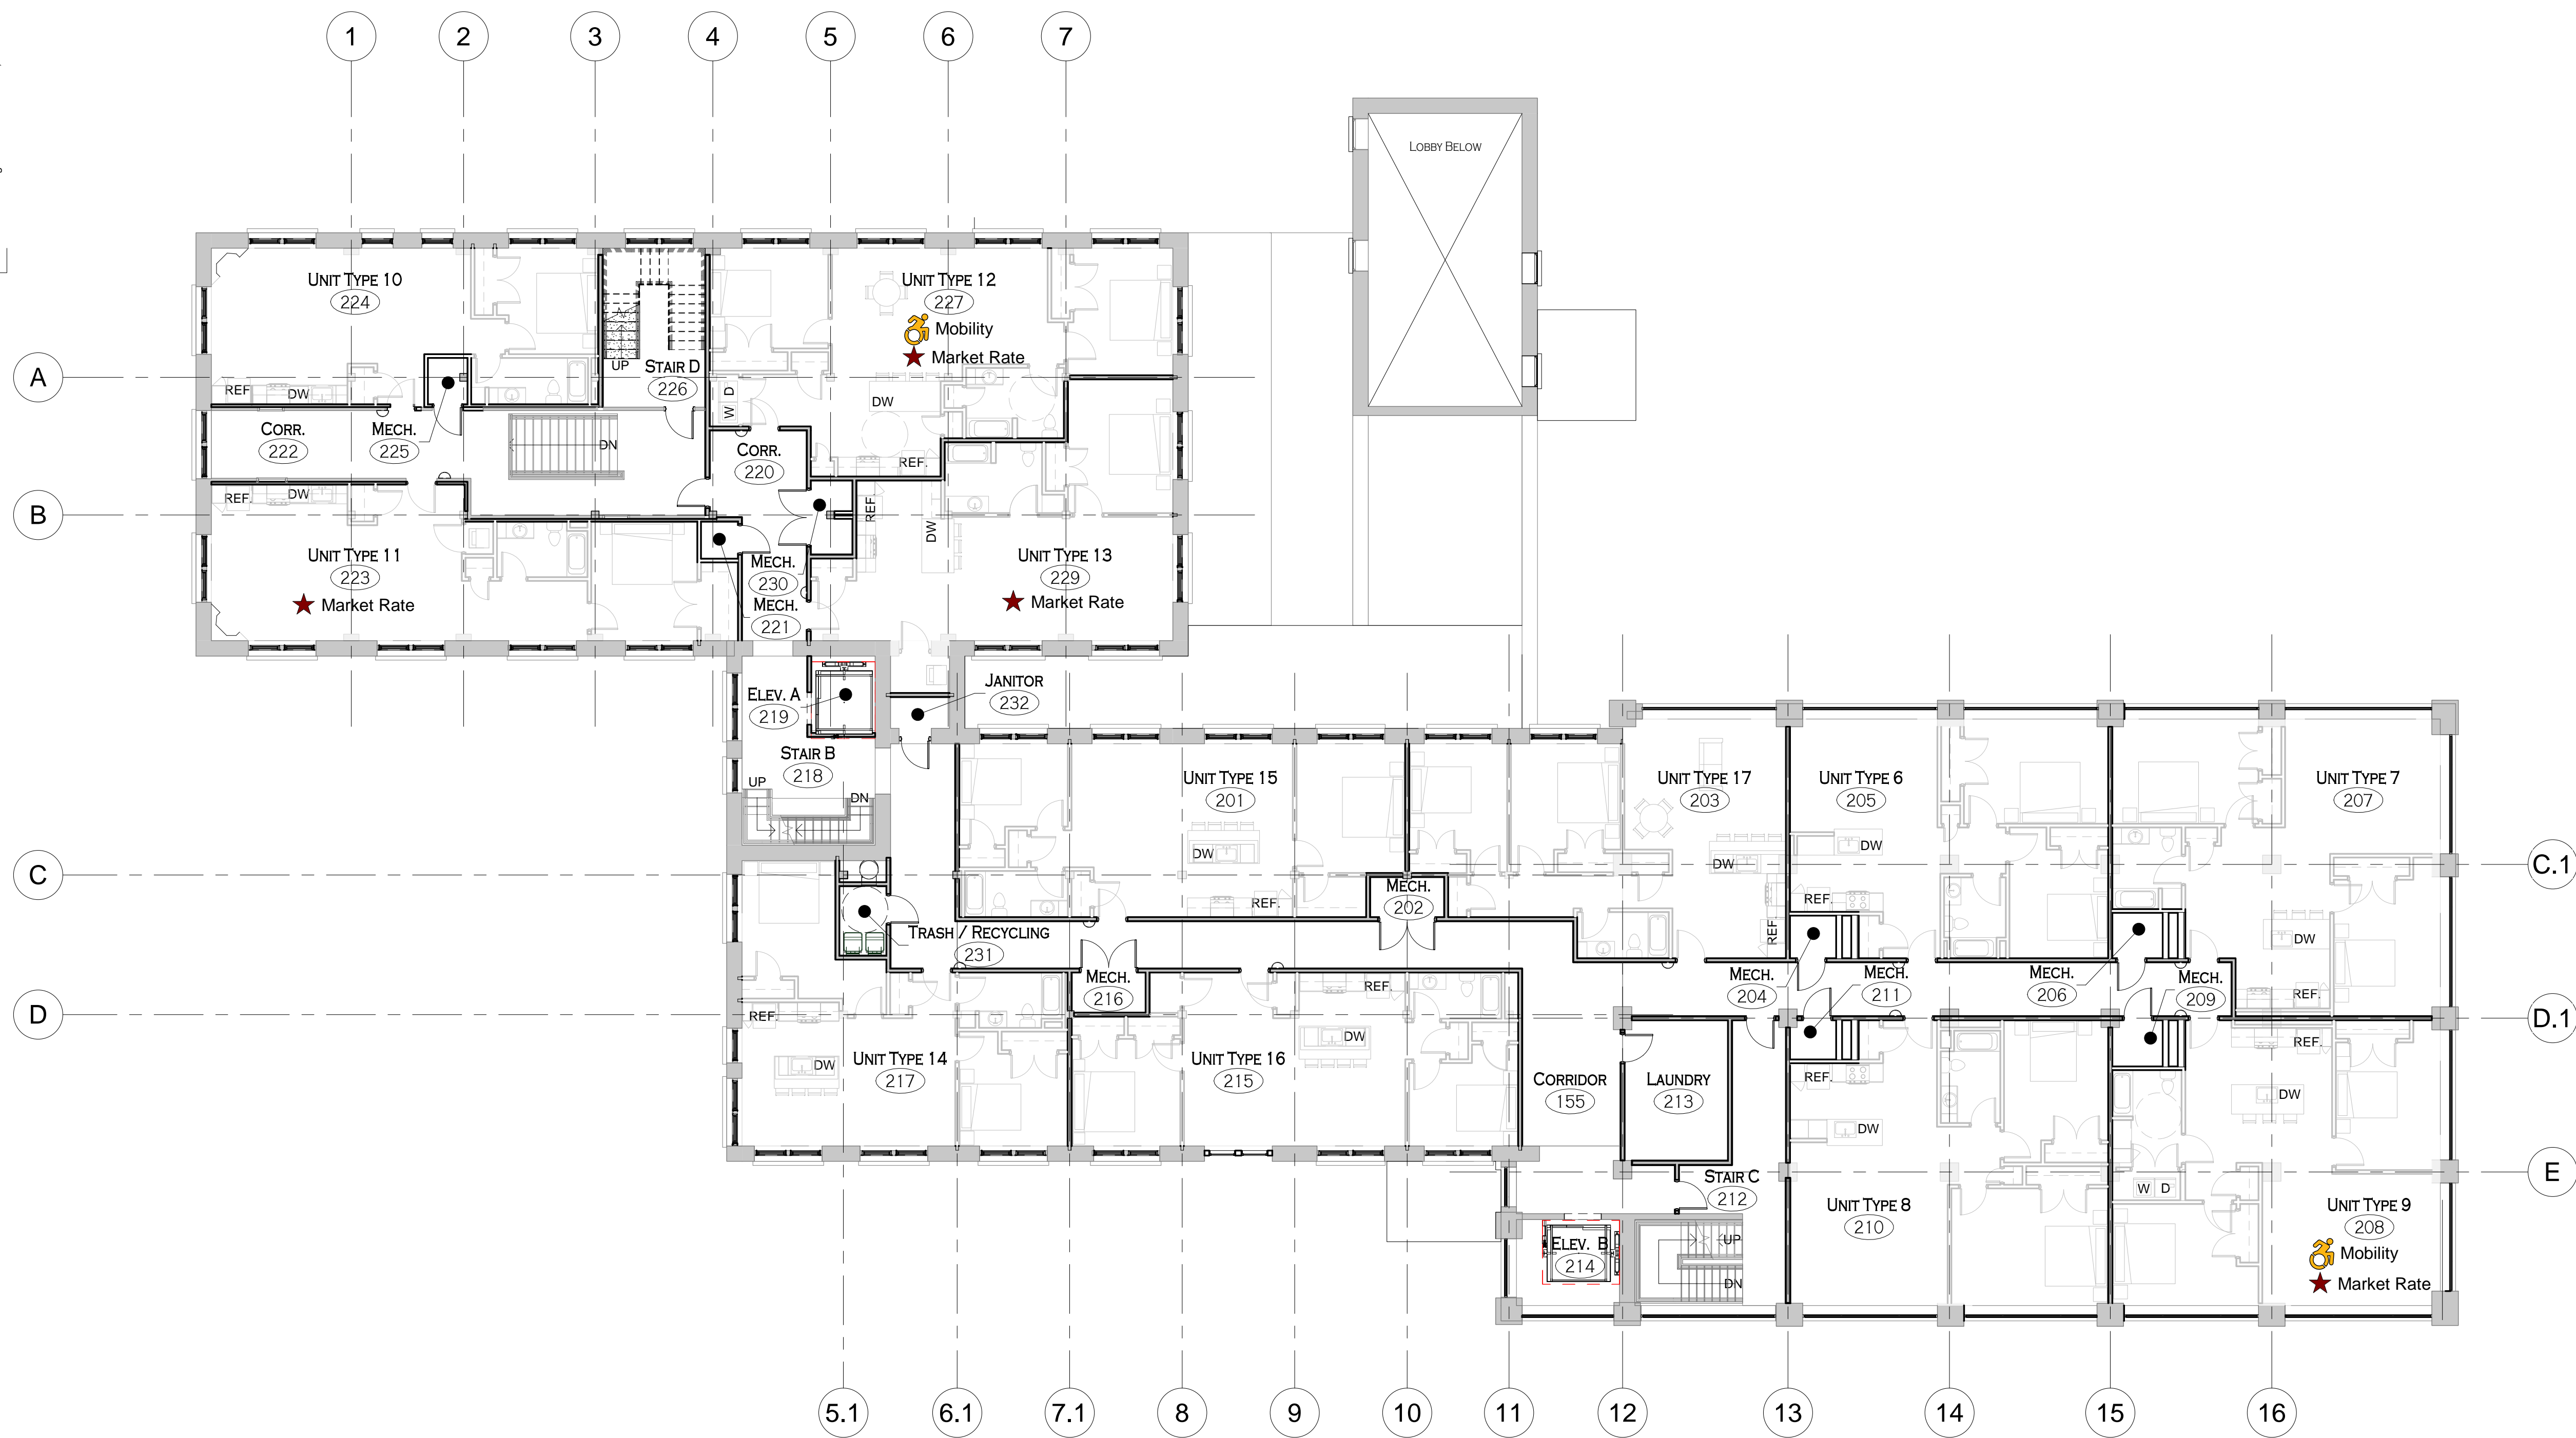 1
2
3
4
5
6
7
LOBBY BELOW
UNIT TYPE 10
224
UNIT TYPE 12
227
Mobility
Market Rate
UP
STAIR D
226
A
REF.
DW
W D
DW
CORR.
222
MECH.
225
DN
CORR.
220
REF.
B
REF.
DW
REF.
DW
UNIT TYPE 11
223
Market Rate
MECH.
230
MECH.
221
UNIT TYPE 13
229
Market Rate
ELEV. A
219
JANITOR
232
STAIR B
218
UP
DN
UNIT TYPE 15
201
DW
REF.
UNIT TYPE 17
203
DW
REF.
UNIT TYPE 6
205
DW
REF.
UNIT TYPE 7
207
DW
REF.
C
C.1
MECH.
202
TRASH / RECYCLING
231
MECH.
216
REF.
MECH.
204
MECH.
211
MECH.
206
MECH.
209
D
D.1
REF.
DW
UNIT TYPE 14
217
UNIT TYPE 16
215
DW
CORRIDOR
155
LAUNDRY
213
REF.
DW
REF.
DW
E
STAIR C
212
W D
UNIT TYPE 8
210
UNIT TYPE 9
208
Mobility
Market Rate
ELEV. B
214
UP
DN
5.1
6.1
7.1
8
9
10
11
12
13
14
15
16